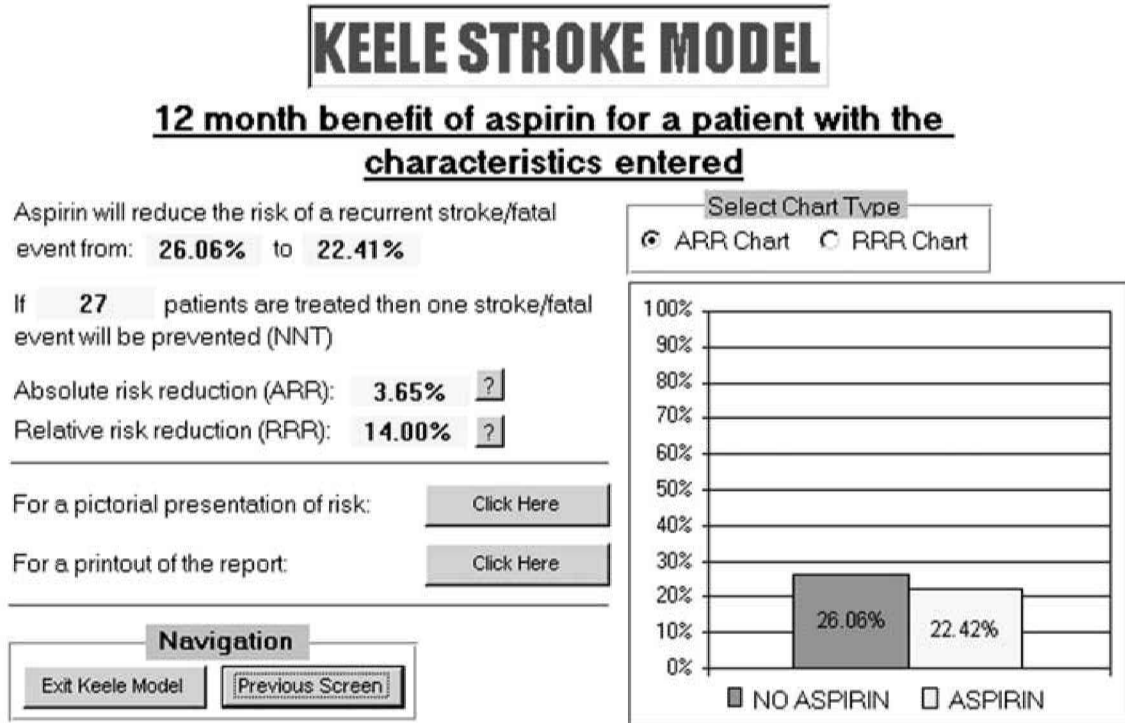 KEELE STROKE MODEL
12 month benefit of aspirin for a patient with the
characteristics entered
Aspirin will reduce the risk of a recurrent stroke/fatal
event from: 26.06% to 22.41%
If 27 patients are treated then one stroke/fatal
event will be prevented (NNT)
Absolute risk reduction (ARR): 3.65% ?
Relative risk reduction (RRR): 14.00% ?
For a pictorial presentation of risk: Click Here
For a printout of the report: Click Here
Navigation
Exit Keele Model Previous Screen
Select Chart Type
ARR Chart RRR Chart
100%
90%
80%
70%
60%
50%
40%
30%
20%
10%
0%
26.06% 22.42%
NO ASPIRIN ASPIRIN